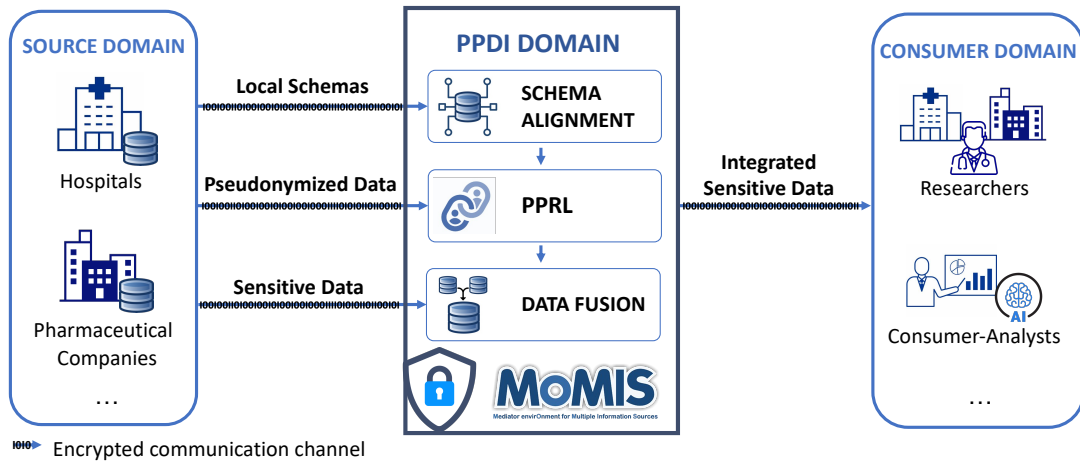 SOURCE DOMAIN
Hospitals
Pharmaceutical
Companies
...
Local Schemas
Pseudonymized Data
Sensitive Data
PPDI DOMAIN
SCHEMA
ALIGNMENT
PPRL
DATA FUSION
MOMIS
Mediator envirOnment for Multiple Information Sources
Integrated
Sensitive Data
CONSUMER DOMAIN
Researchers
AI
Consumer-Analysts
...
Encrypted communication channel